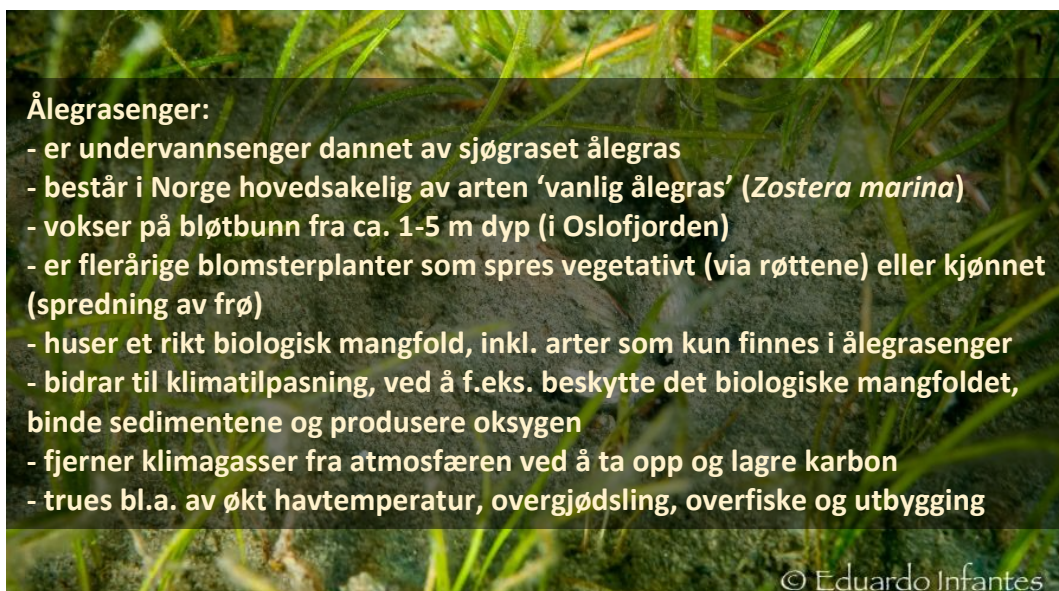 Ålegrasenger:
- er undervannsenger dannet av sjøgraset ålegras
- består i Norge hovedsakelig av arten ‘vanlig ålegras’ (Zostera marina)
- vokser på bløtbunn fra ca. 1-5 m dyp (i Oslofjorden)
- er flerårige blomsterplanter som spres vegetativt (via røttene) eller kjønnet
(spredning av frø)
- huser et rikt biologisk mangfold, inkl. arter som kun finnes i ålegrasenger
- bidrar til klimatilpasning, ved å f.eks. beskytte det biologiske mangfoldet,
binde sedimentene og produsere oksygen
- fjerner klimagasser fra atmosfæren ved å ta opp og lagre karbon
- trues bl.a. av økt havtemperatur, overgjødsling, overfiske og utbygging
© Eduardo Infantes